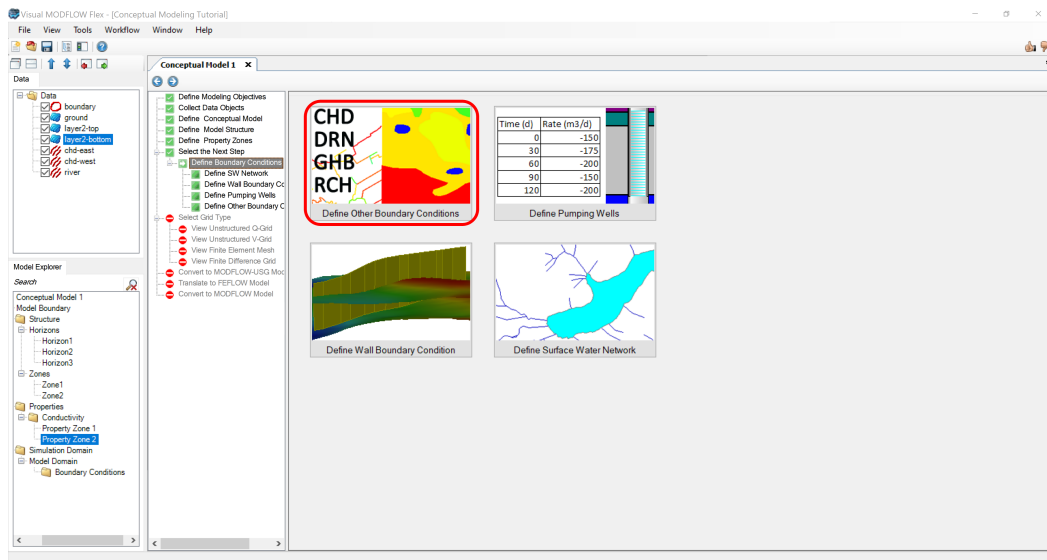 Visual MODFLOW Flex - [Conceptual Modeling Tutorial]
File View Tools Workflow Window Help
Data
Data
boundary
ground
layer2-top
layer2-bottom
chd-east
chd-west
river
Model Explorer
Search
Conceptual Model 1
Model Boundary
Structure
Horizons
Horizon1
Horizon2
Horizon3
Zones
Zone1
Zone2
Properties
Conductivity
Property Zone 1
Property Zone 2
Simulation Domain
Model Domain
Boundary Conditions
Conceptual Model 1
Define Modeling Objectives
Collect Data Objects
Define Conceptual Model
Define Model Structure
Define Property Zones
Select the Next Step
Define Boundary Conditions
Define SW Network
Define Wall Boundary Co
Define Pumping Wells
Define Other Boundary C
Select Grid Type
View Unstructured Q-Grid
View Unstructured V-Grid
View Finite Element Mesh
View Finite Difference Grid
Convert to MODFLOW-USG Mod
Translate to FEFLOW Model
Convert to MODFLOW Model
CHD
DRN
GHB
RCH
Define Other Boundary Conditions
Time (d) Rate (m3/d)
0 -150
30 -175
60 -200
90 -150
120 -200
Define Pumping Wells
Define Wall Boundary Condition
Define Surface Water Network